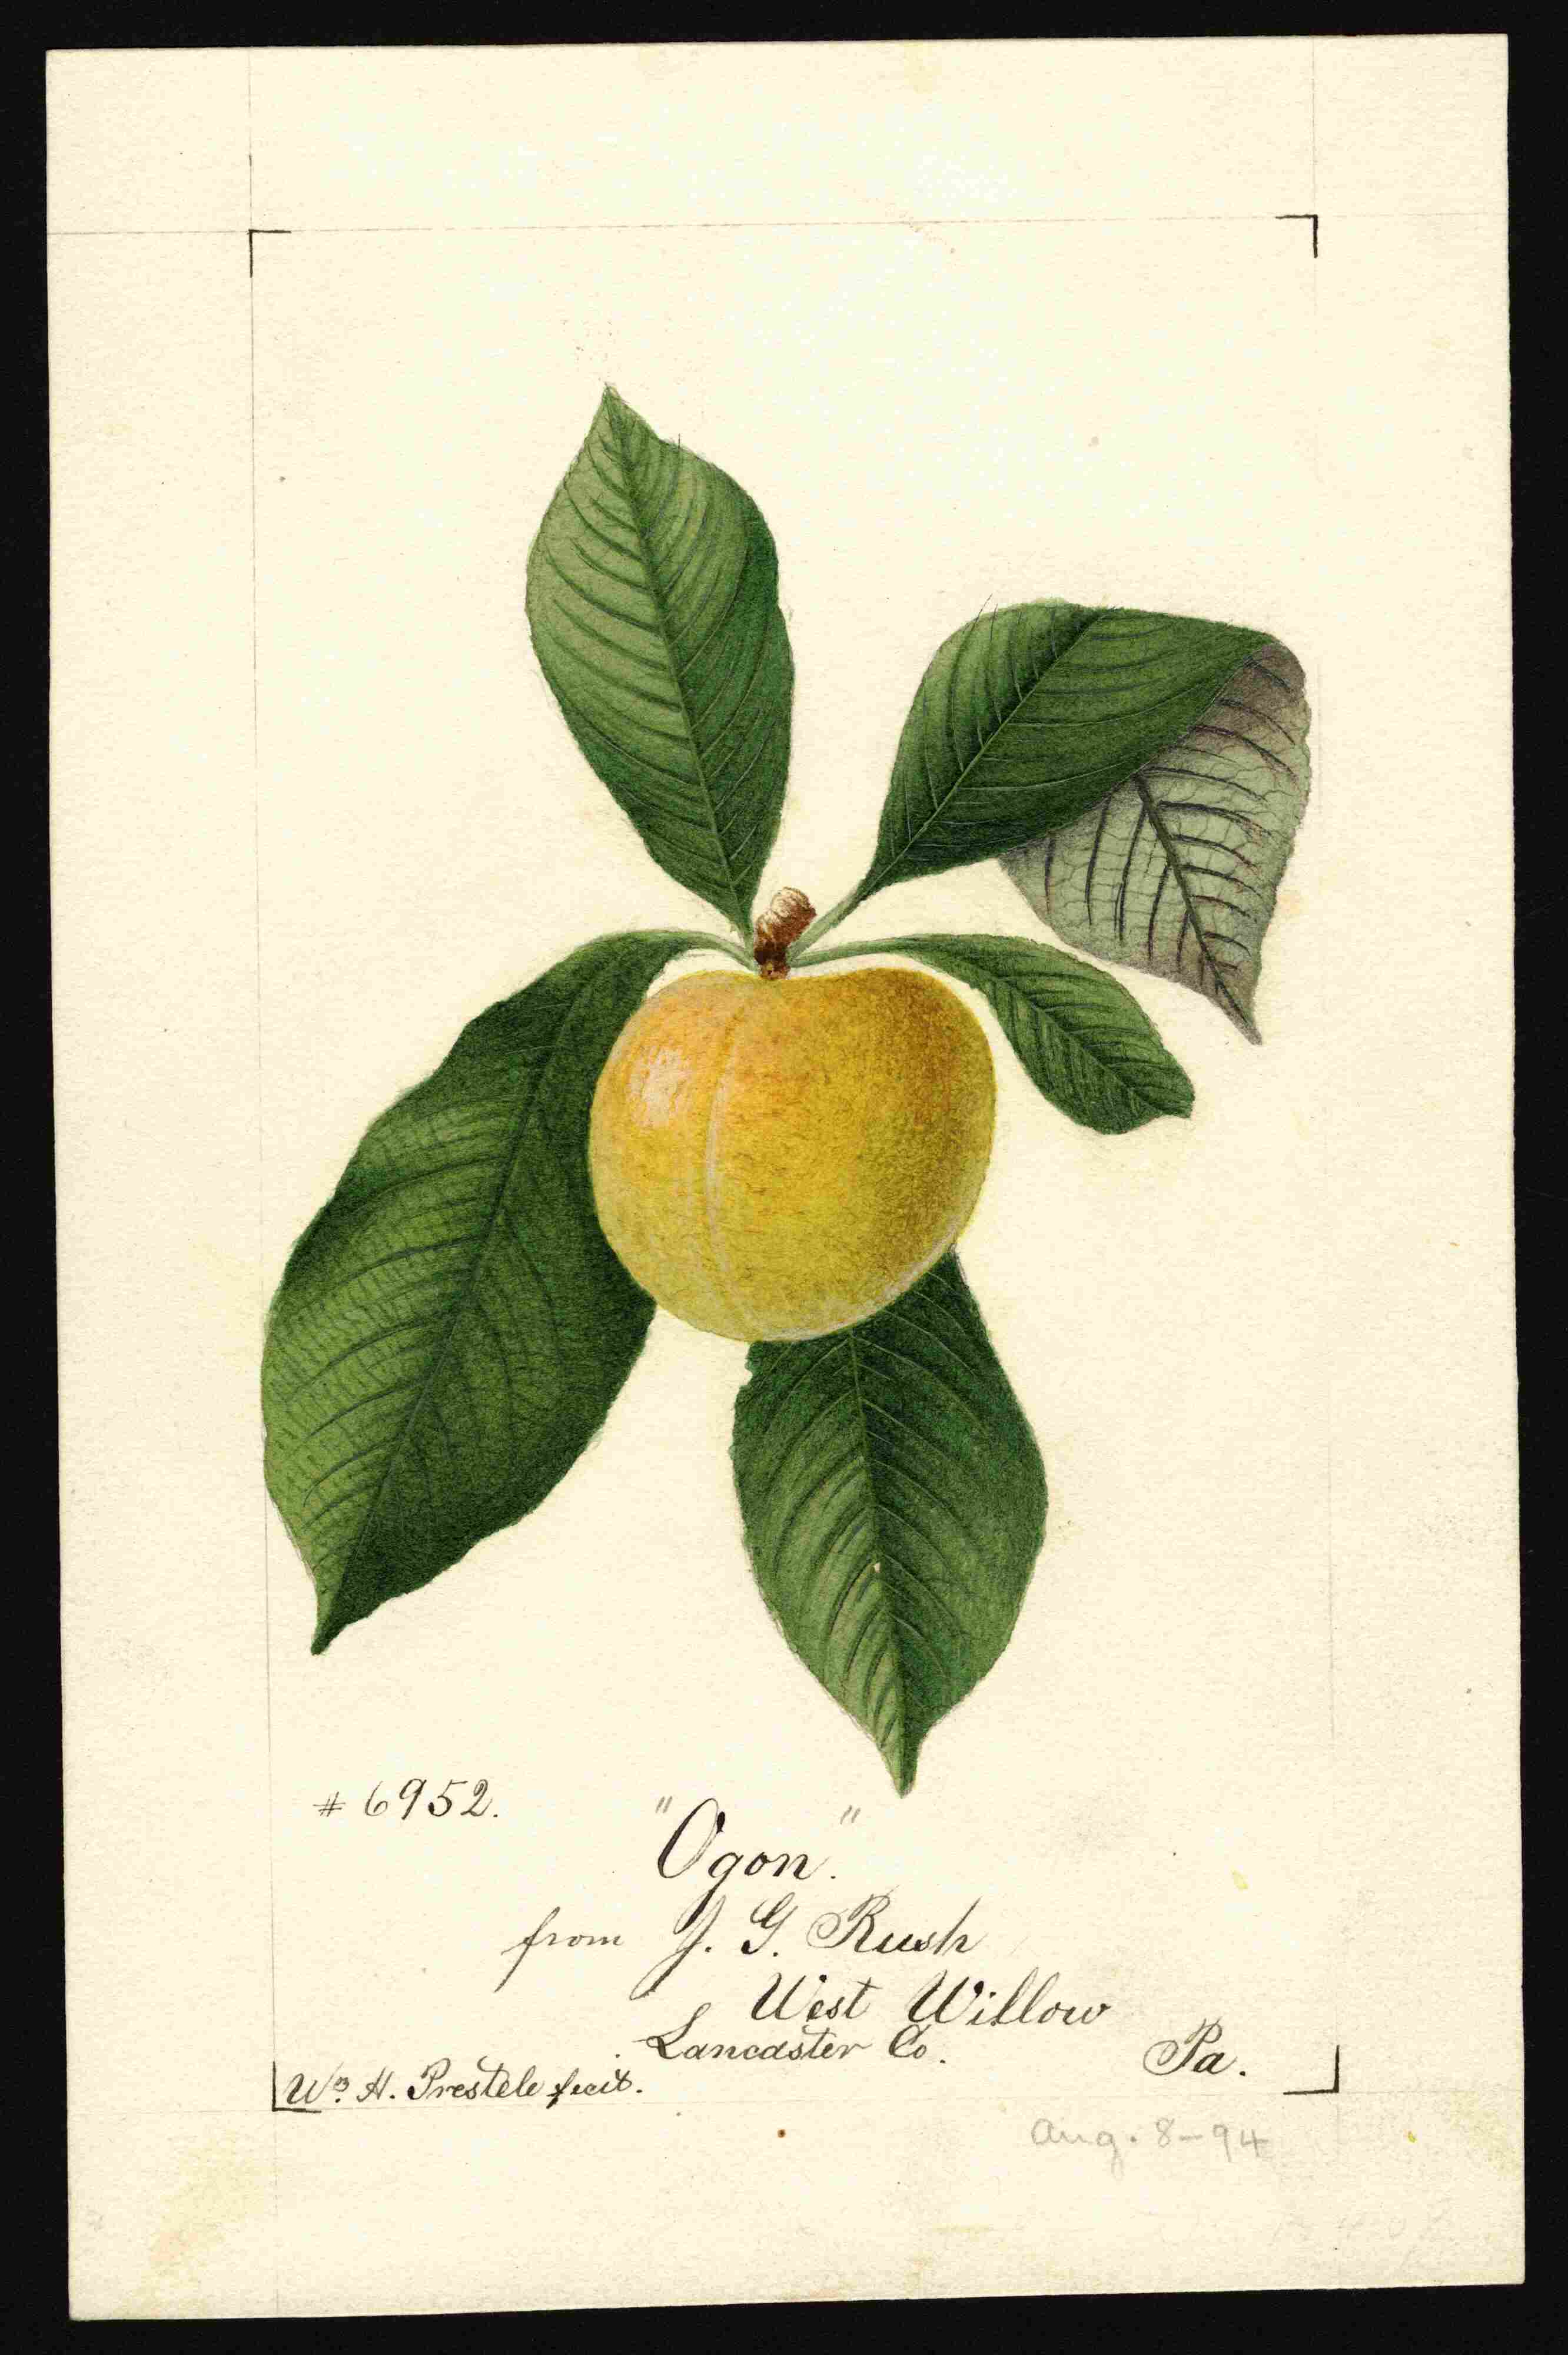 # 6952.
"Ogon."
from J. G. Rush
West Willow
Lancaster Co. Pa.
Wm. H. Prestele fecit.
Aug. 8-94